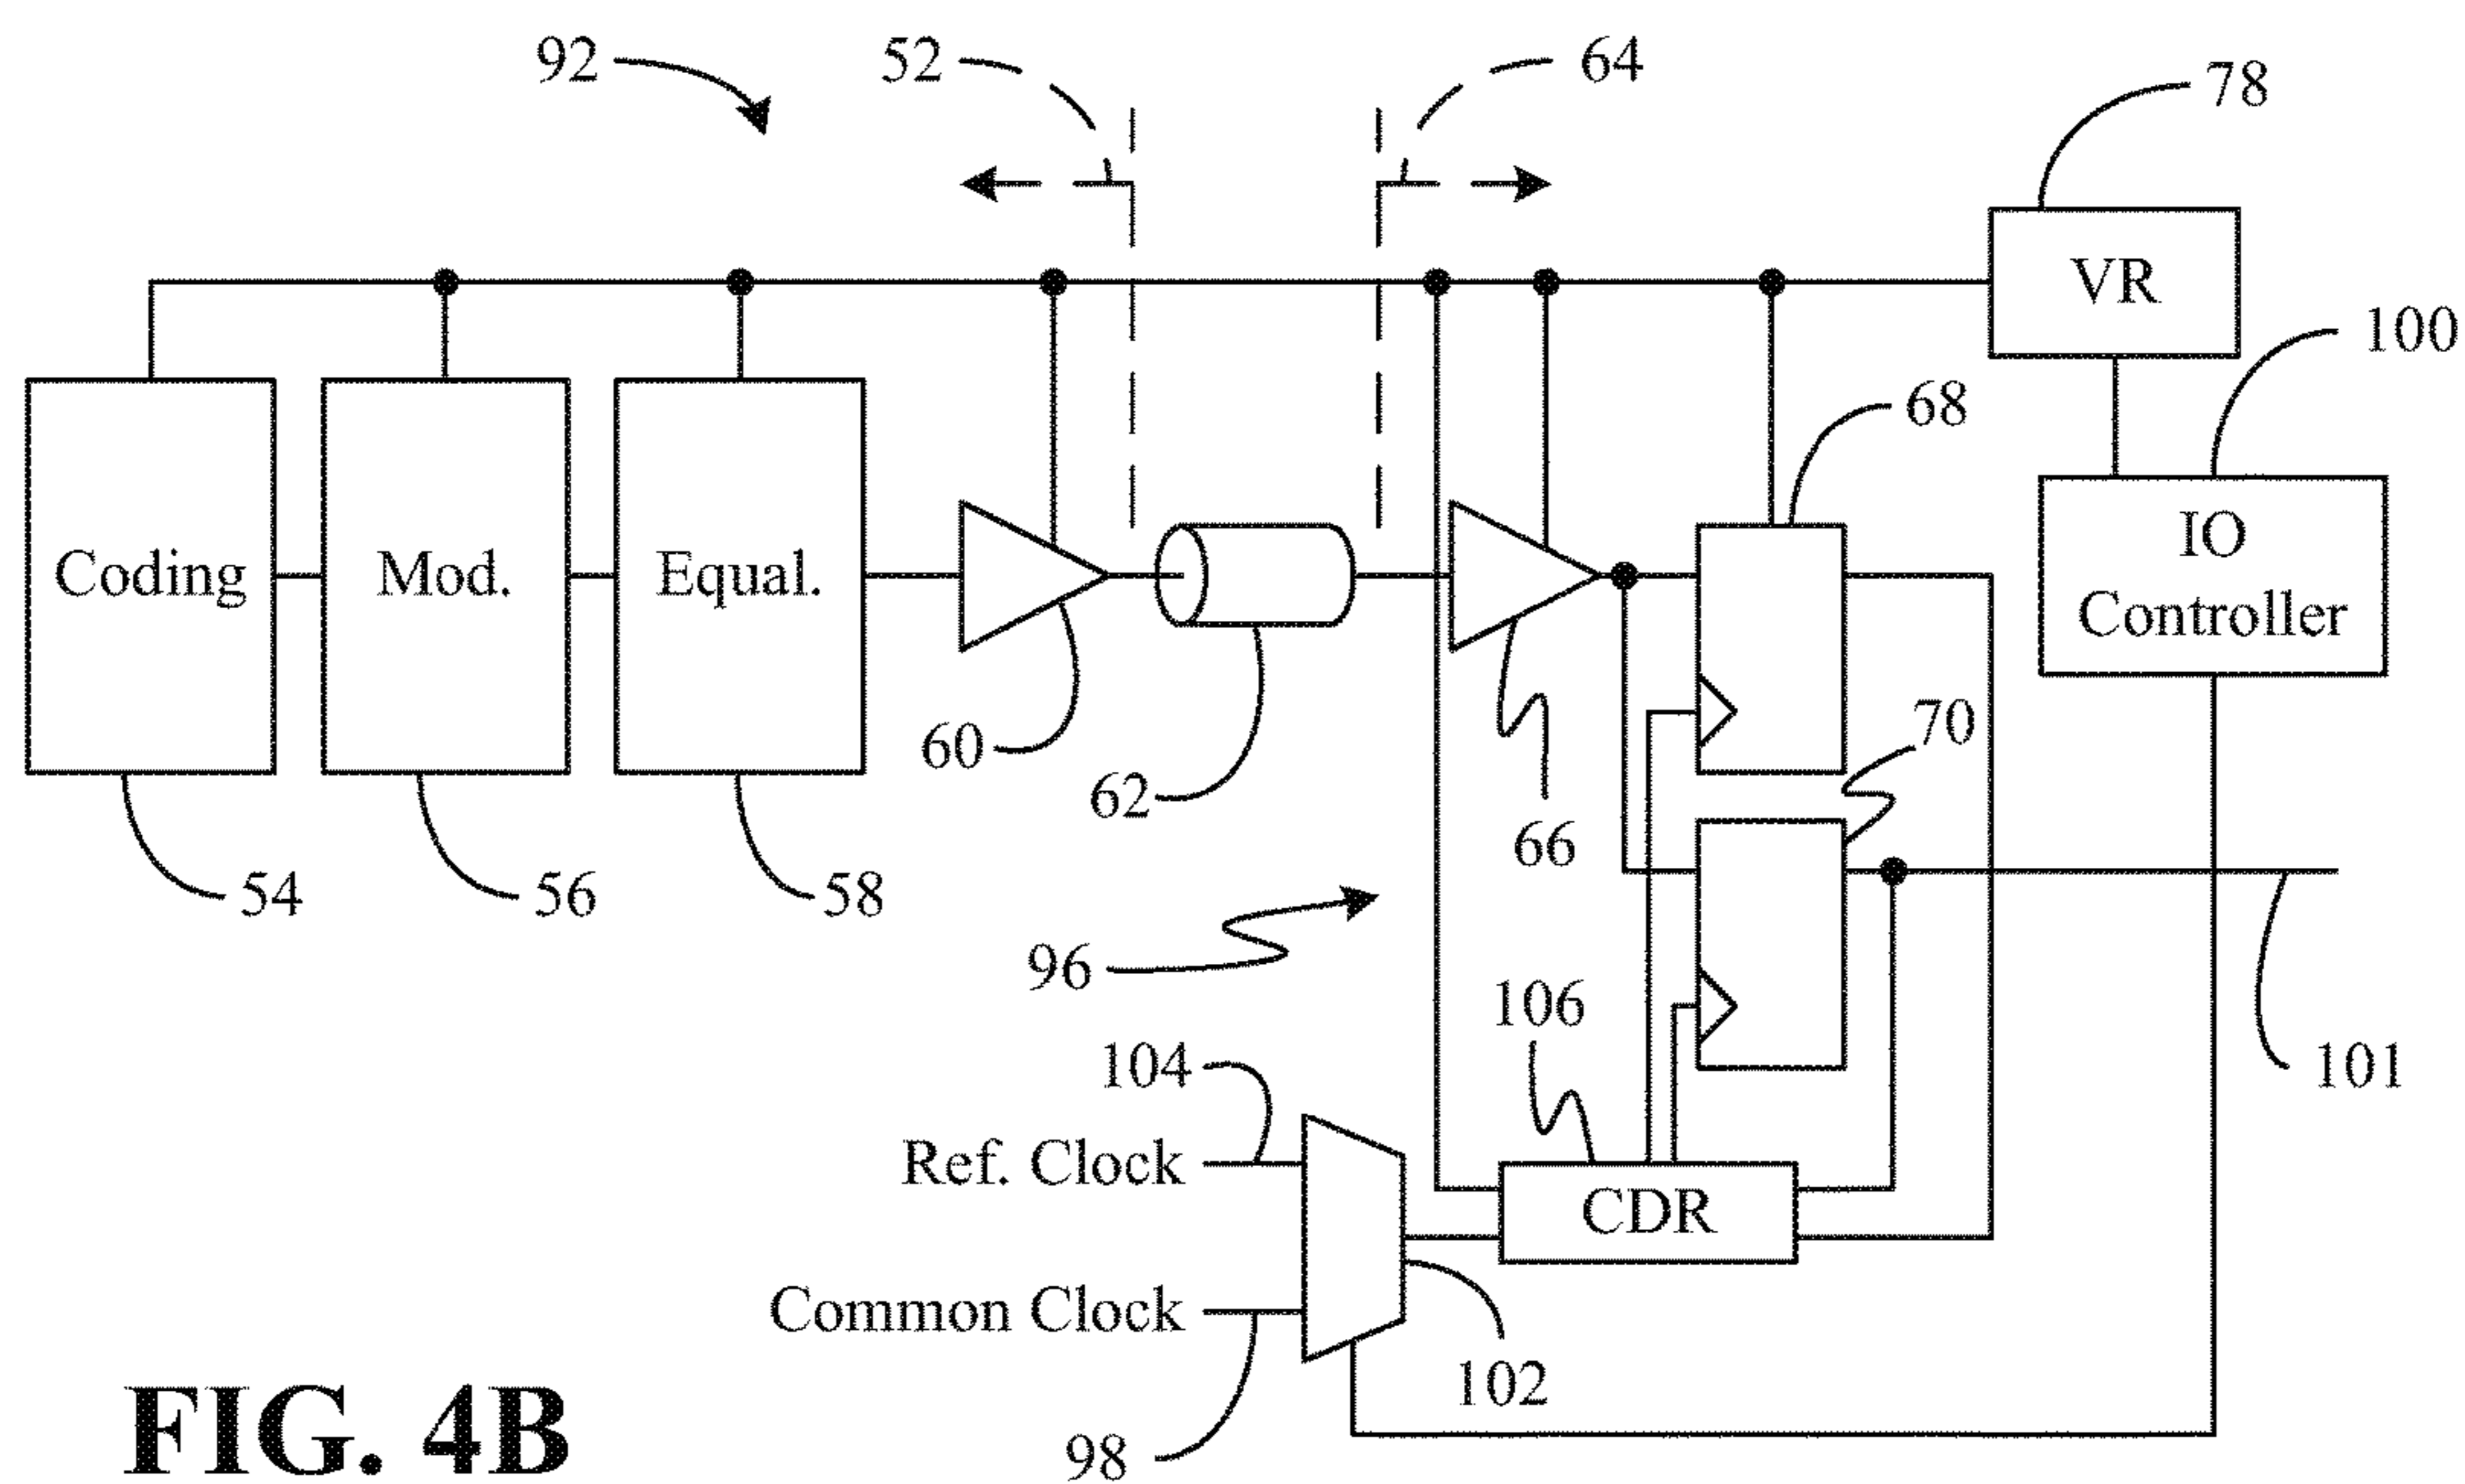 92
52
64
78
VR
100
68
Coding
Mod.
Equal.
IO
Controller
60
62
70
66
54
56
58
96
106
104
101
Ref. Clock
CDR
Common Clock
102
98
FIG. 4B